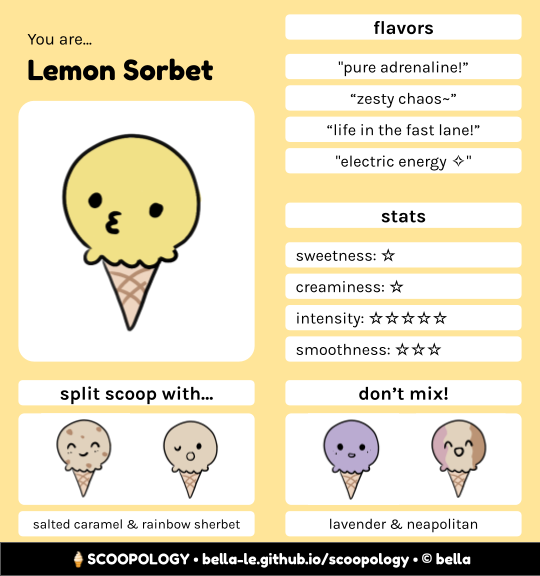 You are...
Lemon Sorbet
flavors
"pure adrenaline!”
“zesty chaos~”
“life in the fast lane!”
"electric energy ✧"
stats
sweetness: ☆
creaminess: ☆
intensity: ☆☆☆☆☆
smoothness: ☆☆☆
split scoop with...
salted caramel & rainbow sherbet
don’t mix!
lavender & neapolitan
🍦SCOOPOLOGY • bella-le.github.io/scoopology • © bella